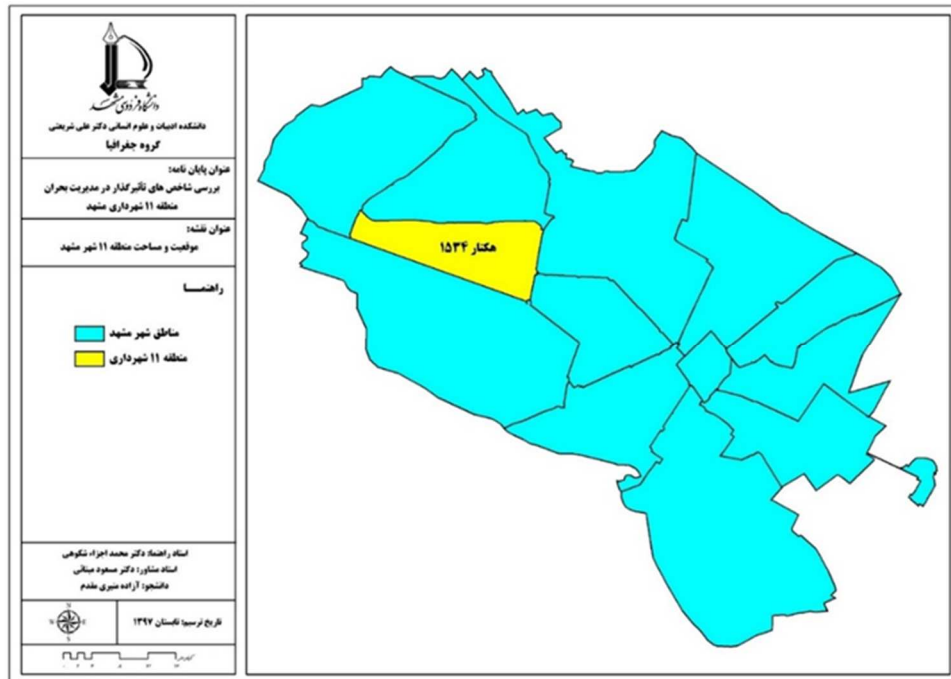 دانشگاه فردوسی مشهد
دانشکده ادبیات و علوم انسانی دکتر علی شریعتی
گروه جغرافیا
عنوان پایان نامه:
بررسی شاخص های تأثیرگذار در مدیریت بحران
منطقه ۱۱ شهرداری مشهد
عنوان نقشه:
موقعیت و مساحت منطقه ۱۱ شهر مشهد
راهنمـــا
مناطق شهر مشهد
منطقه ۱۱ شهرداری
استاد راهنما: دکتر محمد اجزاء شکوهی
استاد مشاور: دکتر مسعود مینائی
دانشجو: آزاده منیری مقدم
تاریخ ترسیم: تابستان ۱۳۹۷
N
W E
S
هکتار ۱۵۳۴